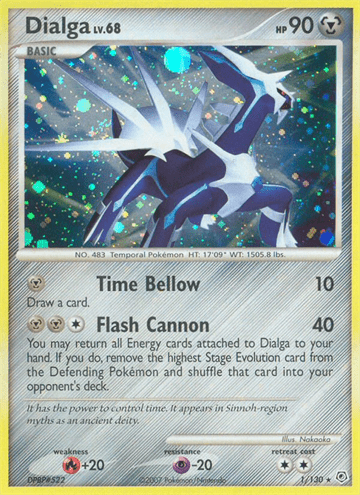 Dialga LV.68 HP 90
BASIC
NO. 483 Temporal Pokémon HT: 17'09" WT: 1505.8 lbs.
Time Bellow 10
Draw a card.
Flash Cannon 40
You may return all Energy cards attached to Dialga to
your hand. If you do, remove the highest Stage Evolution card from
the Defending Pokémon and shuffle that card into your
opponent's deck.
It has the power to control time. It appears in Sinnoh-region
myths as an ancient deity.
Illus. Nakaoka
weakness resistance retreat cost
+20 -20
DPBP#522 ©2007 Pokémon/Nintendo 1/130 ★